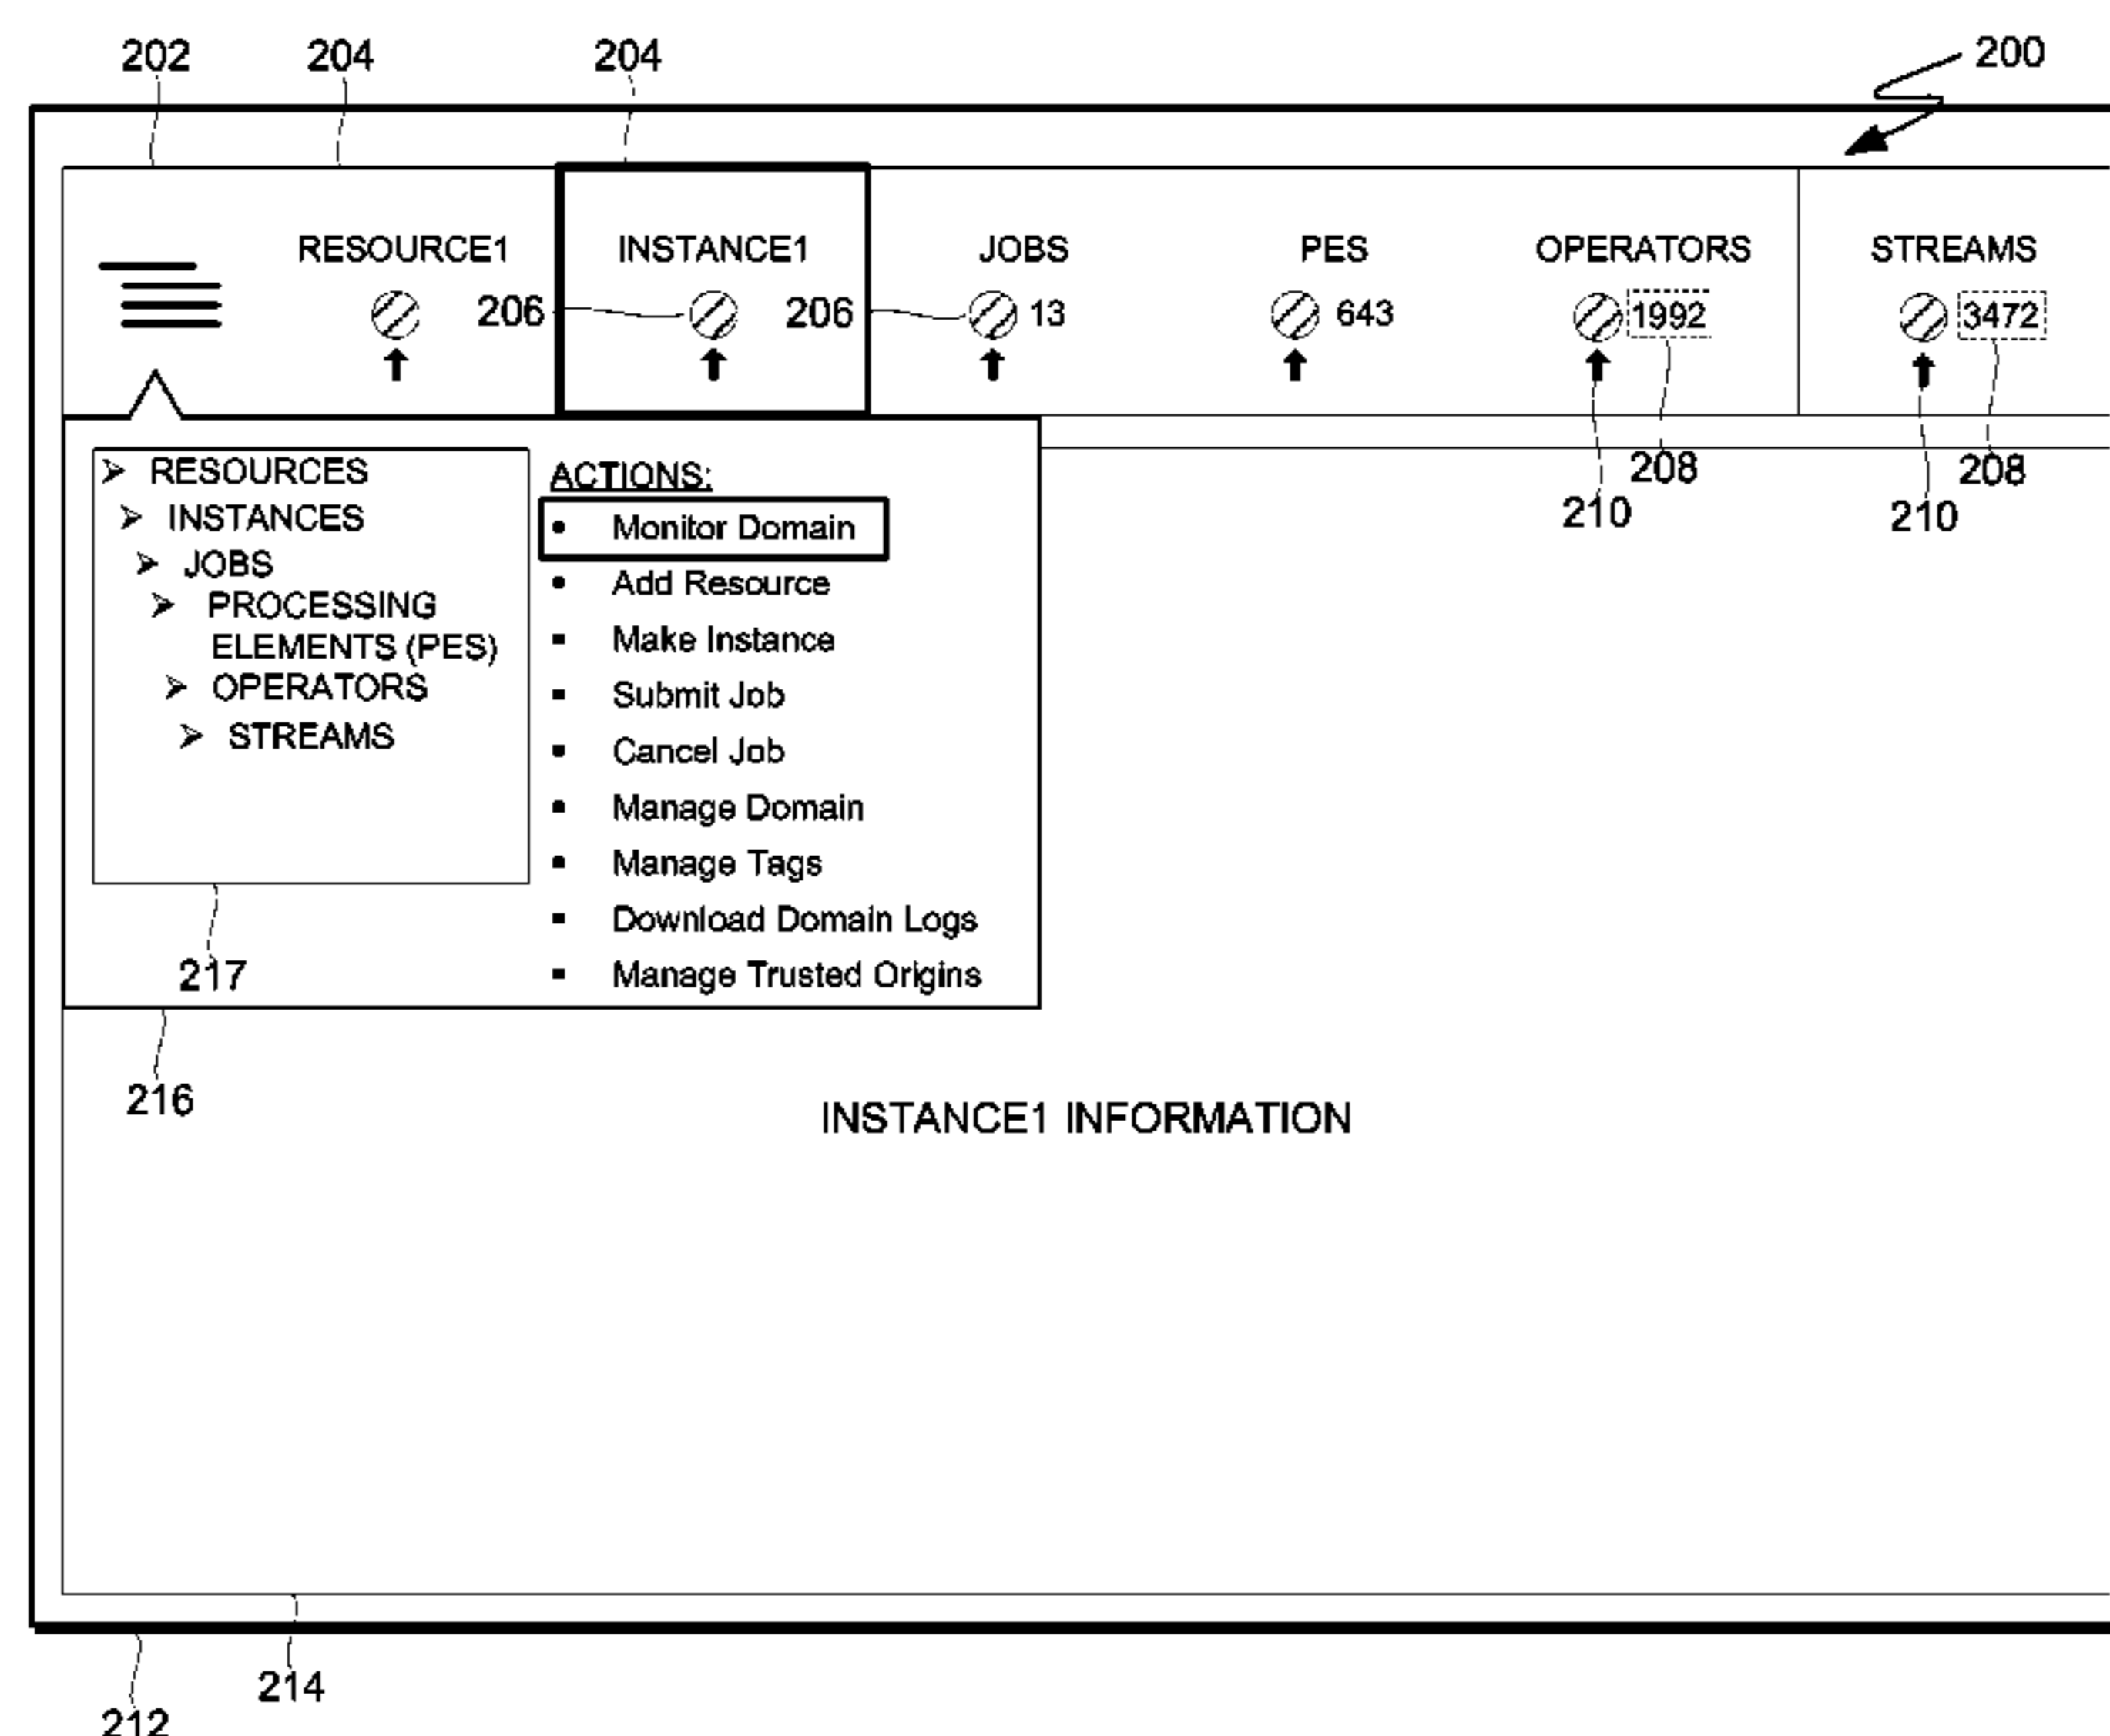 202 204 204 200
RESOURCE1 INSTANCE1 JOBS PES OPERATORS STREAMS
206 206 13 643 1992 3472
208 208
210 210
RESOURCES
INSTANCES
JOBS
PROCESSING
ELEMENTS (PES)
OPERATORS
STREAMS
217
ACTIONS:
Monitor Domain
Add Resource
Make Instance
Submit Job
Cancel Job
Manage Domain
Manage Tags
Download Domain Logs
Manage Trusted Origins
216
INSTANCE1 INFORMATION
214
212